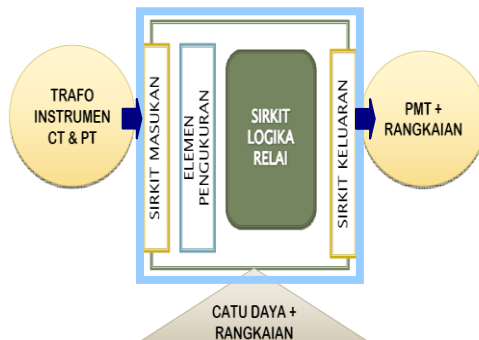 TRAFO
INSTRUMEN
CT & PT
SIRKIT MASUKAN
ELEMEN
PENGUKURAN
SIRKIT
LOGIKA
RELAI
SIRKIT KELUARAN
PMT +
RANGKAIAN
CATU DAYA +
RANGKAIAN